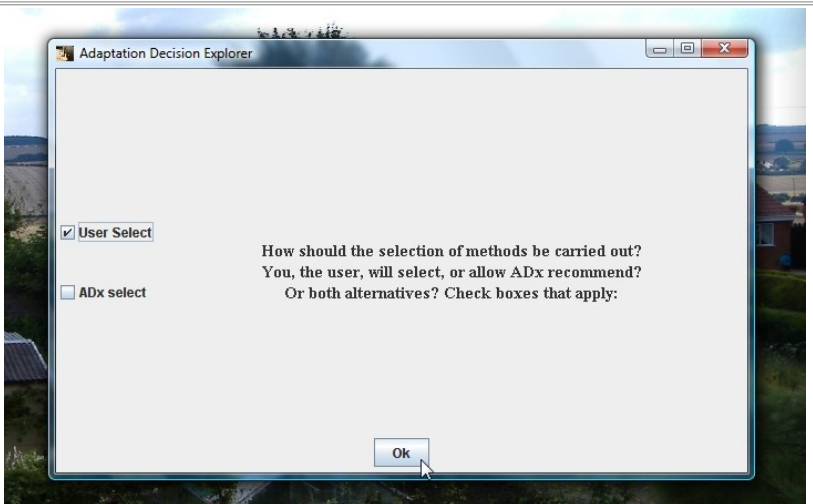 Adaptation Decision Explorer
User Select
How should the selection of methods be carried out?
You, the user, will select, or allow ADx recommend?
ADx select
Or both alternatives? Check boxes that apply:
Ok